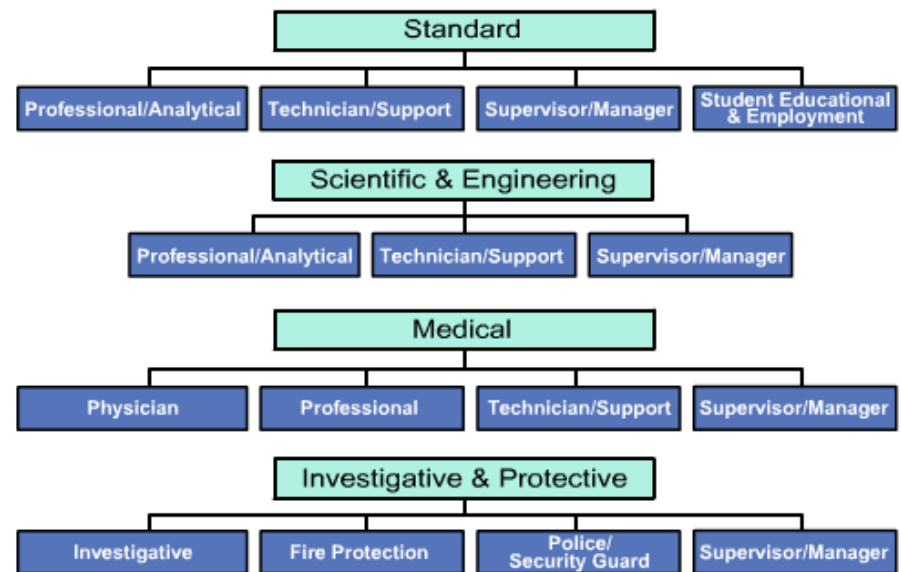 Standard
Professional/Analytical
Technician/Support
Supervisor/Manager
Student Educational
& Employment
Scientific & Engineering
Professional/Analytical
Technician/Support
Supervisor/Manager
Medical
Physician
Professional
Technician/Support
Supervisor/Manager
Investigative & Protective
Investigative
Fire Protection
Police/
Security Guard
Supervisor/Manager